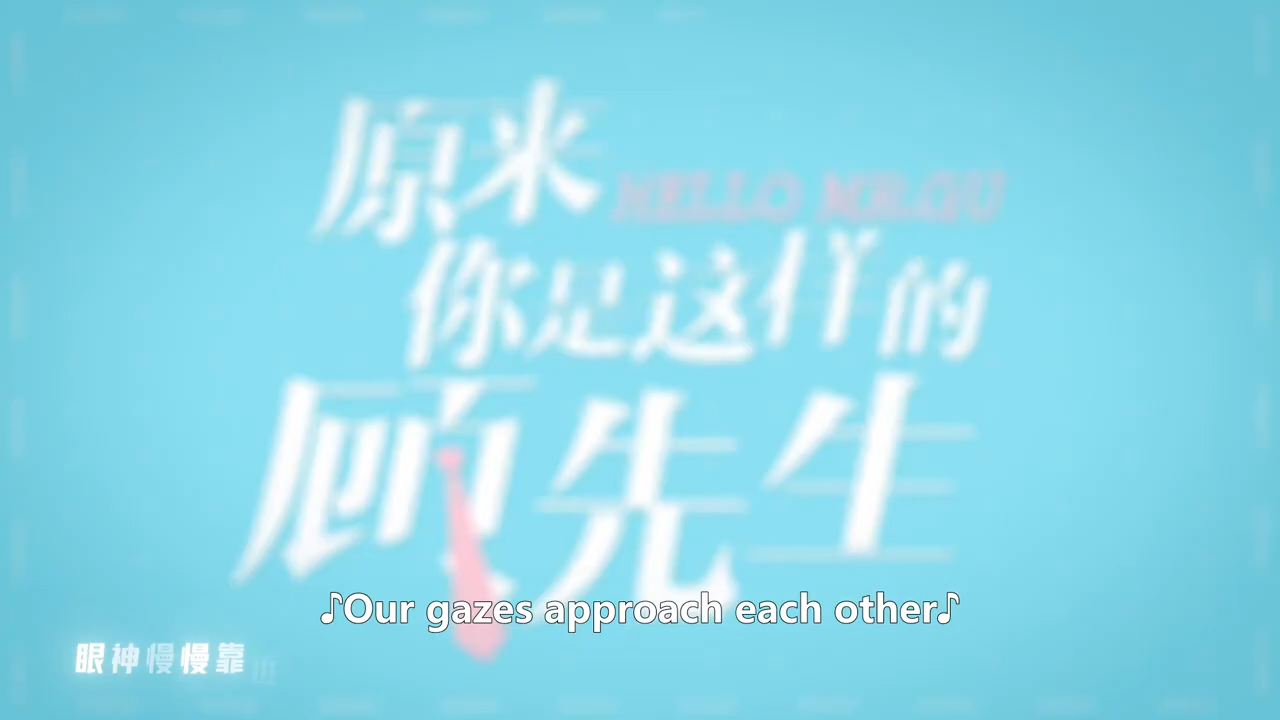 原来
HELLO MR.GU
你是这样的
顾先生
♪Our gazes approach each other♪
眼神慢慢靠近